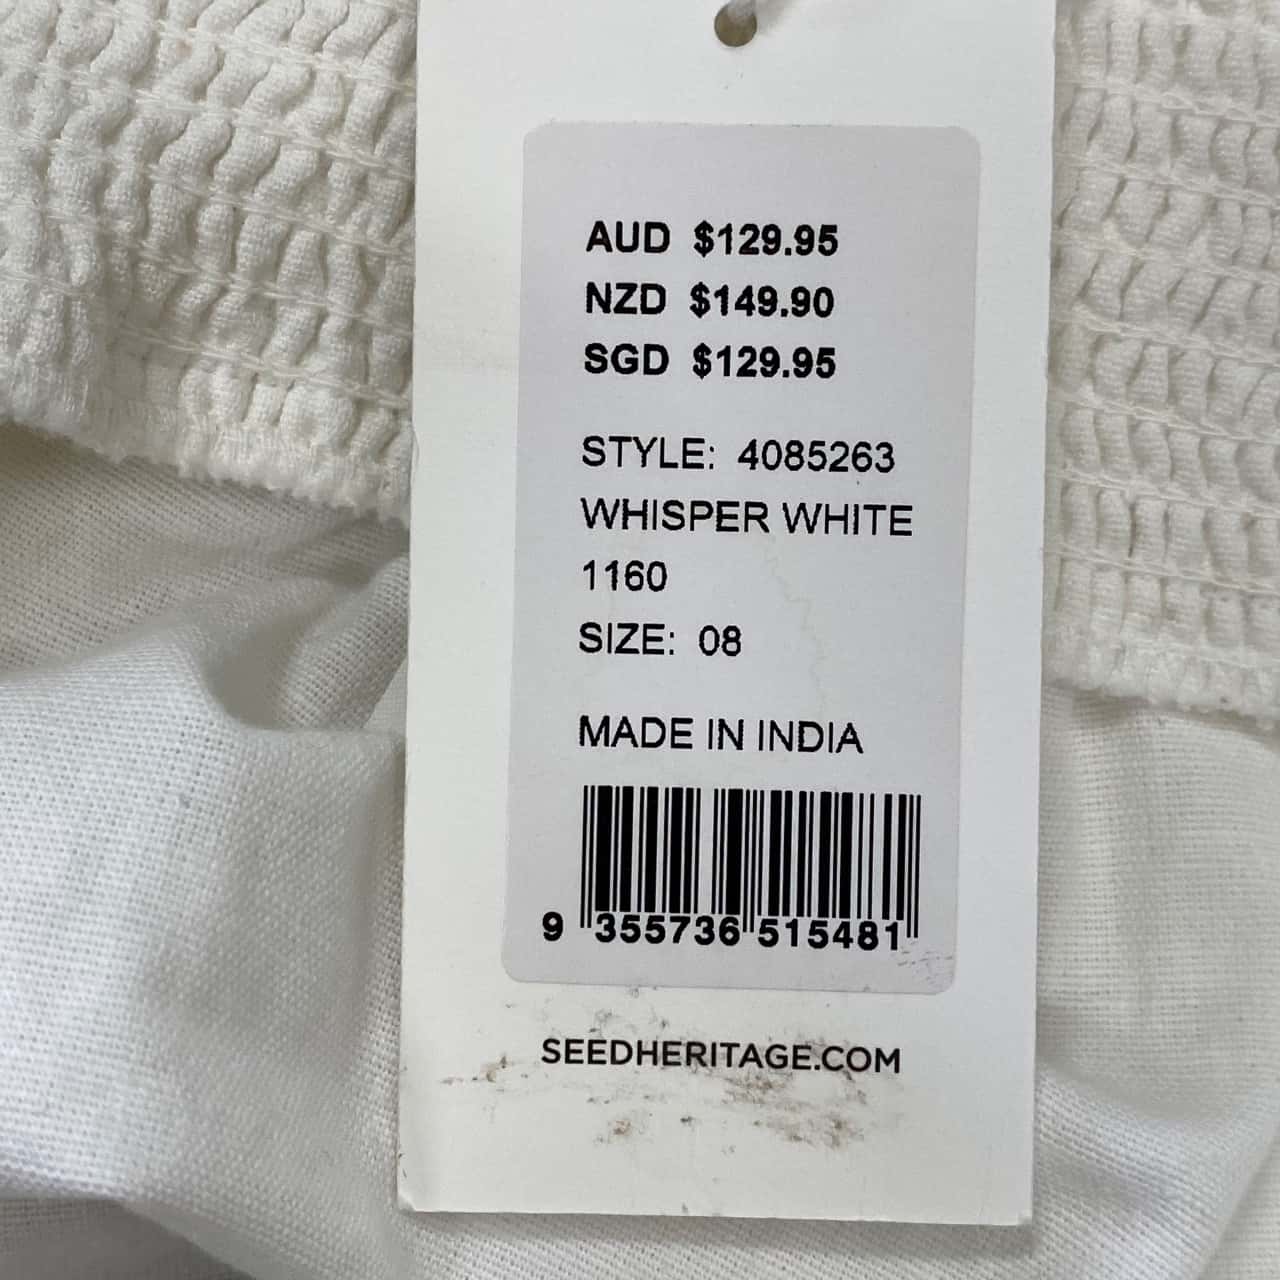 AUD $129.95
NZD $149.90
SGD $129.95
STYLE: 4085263
WHISPER WHITE
1160
SIZE: 08
MADE IN INDIA
9 355736 515481
SEEDHERITAGE.COM